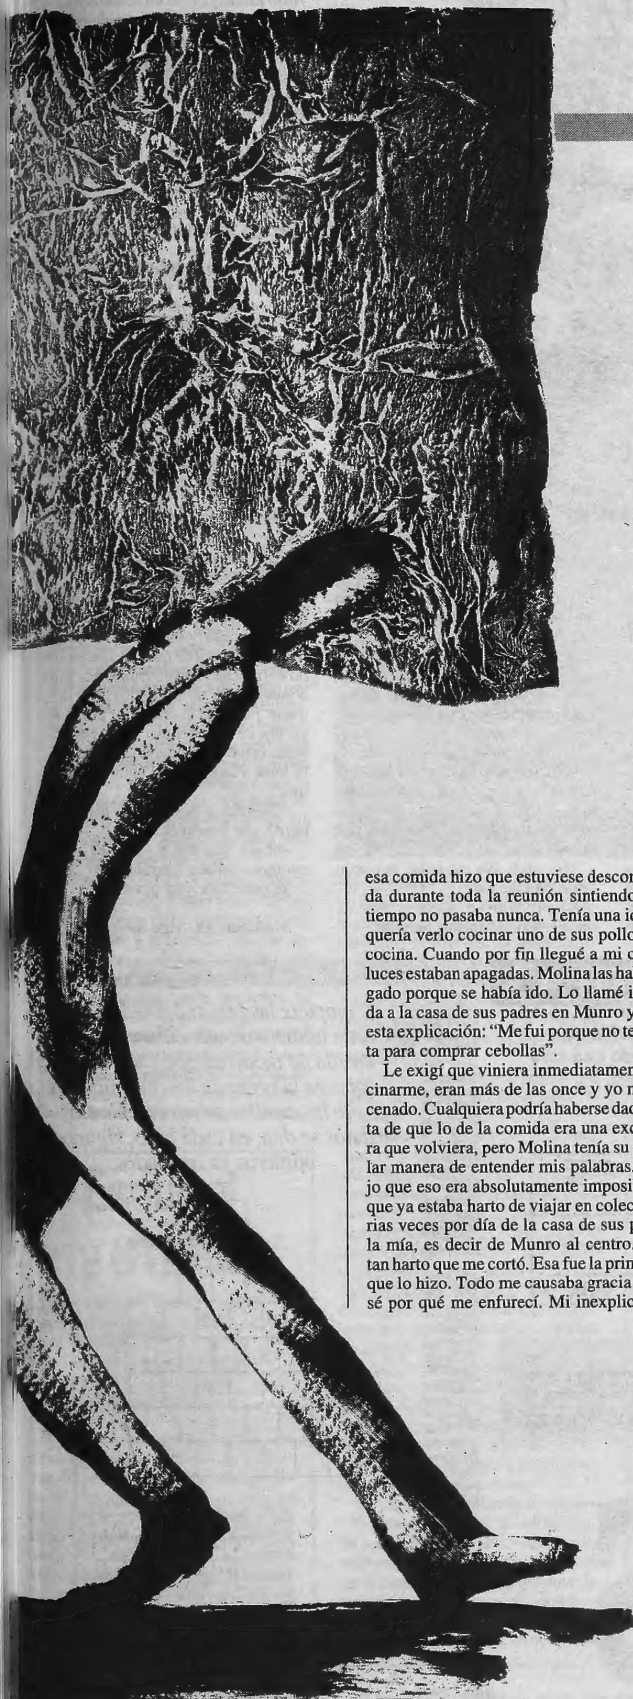 esa comida hizo que estuviese descon
da durante toda la reunión sintiendo
tiempo no pasaba nunca. Tenía una
quería verlo cocinar uno de sus pollo
cocina. Cuando por fin llegué a mi c
luces estaban apagadas. Molina las ha
gado porque se había ido. Lo llamé i
da a la casa de sus padres en Munro y
esta explicación: “Me fui porque no te
ta para comprar cebollas”.
Le exigí que viniera inmediatamen
cinarme, eran más de las once y yo n
cenado. Cualquiera podría haberse dad
ta de que lo de la comida era una exc
ra que volviera, pero Molina tenía su
lar manera de entender mis palabras.
jo que eso era absolutamente imposi
que ya estaba harto de viajar en colec
rias veces por día de la casa de sus p
la mía, es decir de Munro al centro.
tan harto que me cortó. Esa fue la prin
que lo hizo. Todo me causaba gracia
sé por qué me enfurecí. Mi inexplic